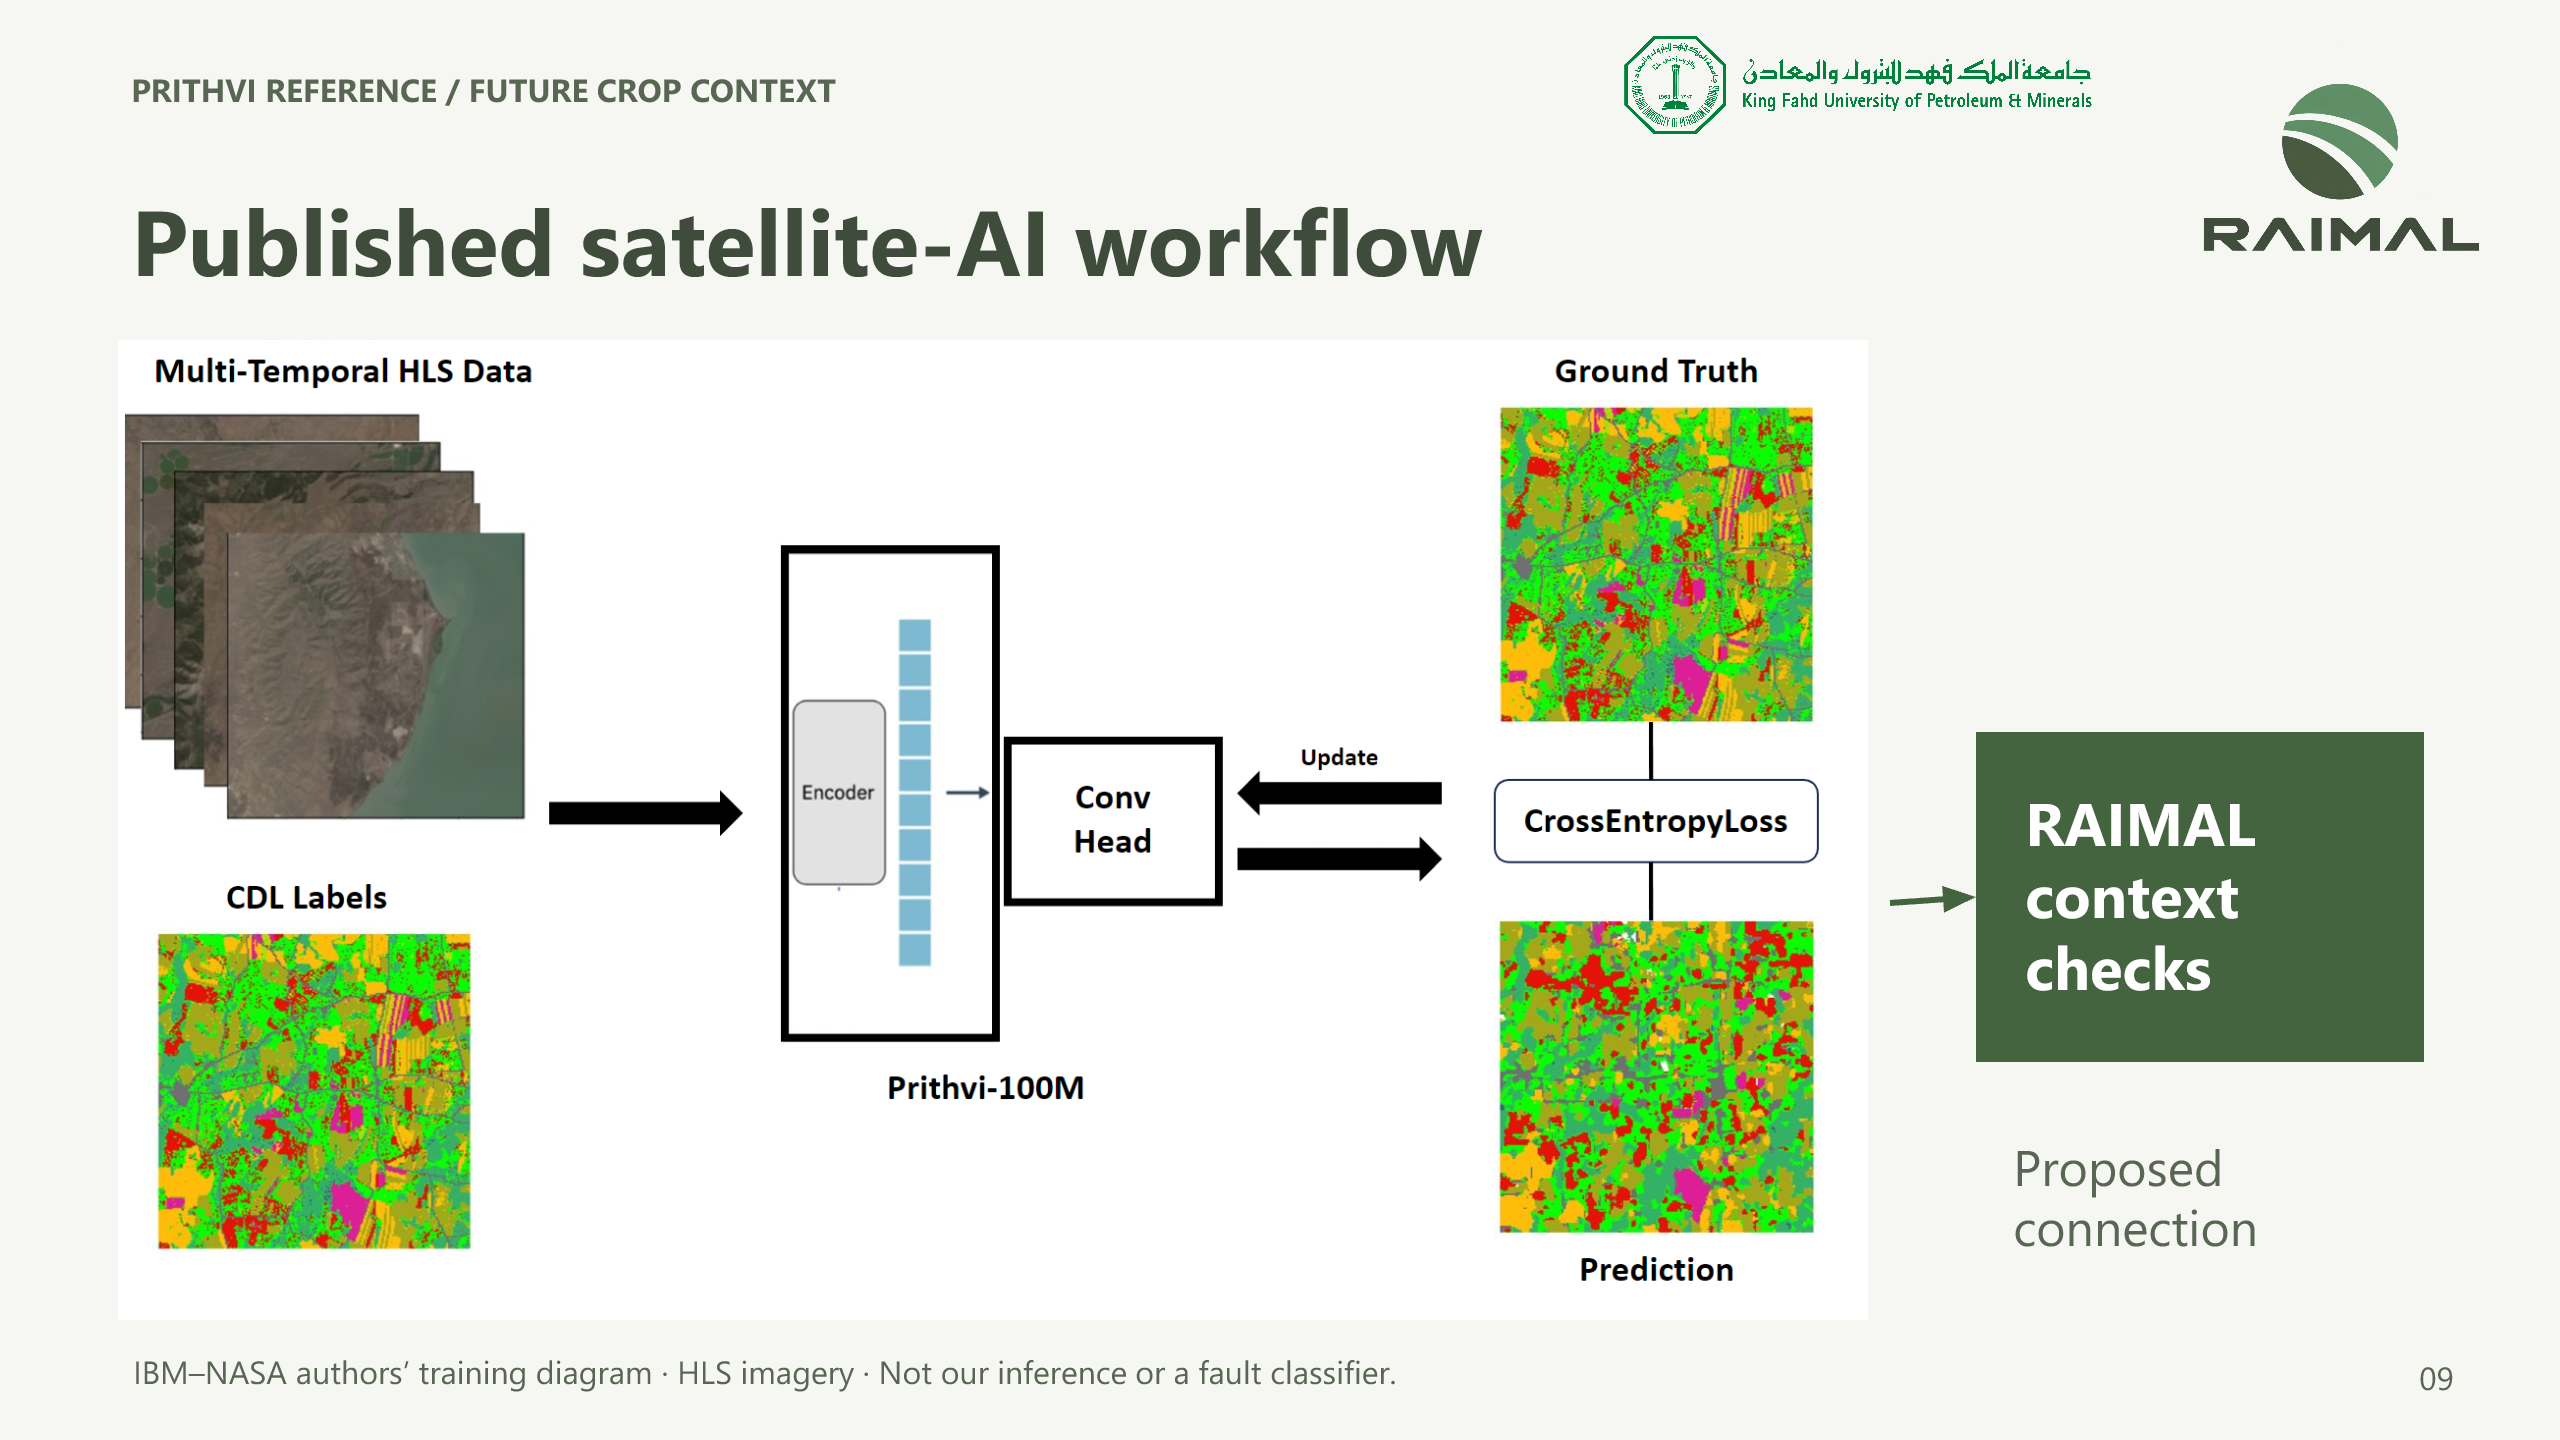 PRITHVI REFERENCE / FUTURE CROP CONTEXT
جامعة الملك فهد للبترول والمعادن
King Fahd University of Petroleum & Minerals
RAIMAL
Published satellite-AI workflow
Multi-Temporal HLS Data
Ground Truth
Update
Encoder
Conv
Head
CrossEntropyLoss
CDL Labels
Prithvi-100M
Prediction
RAIMAL
context
checks
Proposed
connection
IBM–NASA authors’ training diagram · HLS imagery · Not our inference or a fault classifier.
09